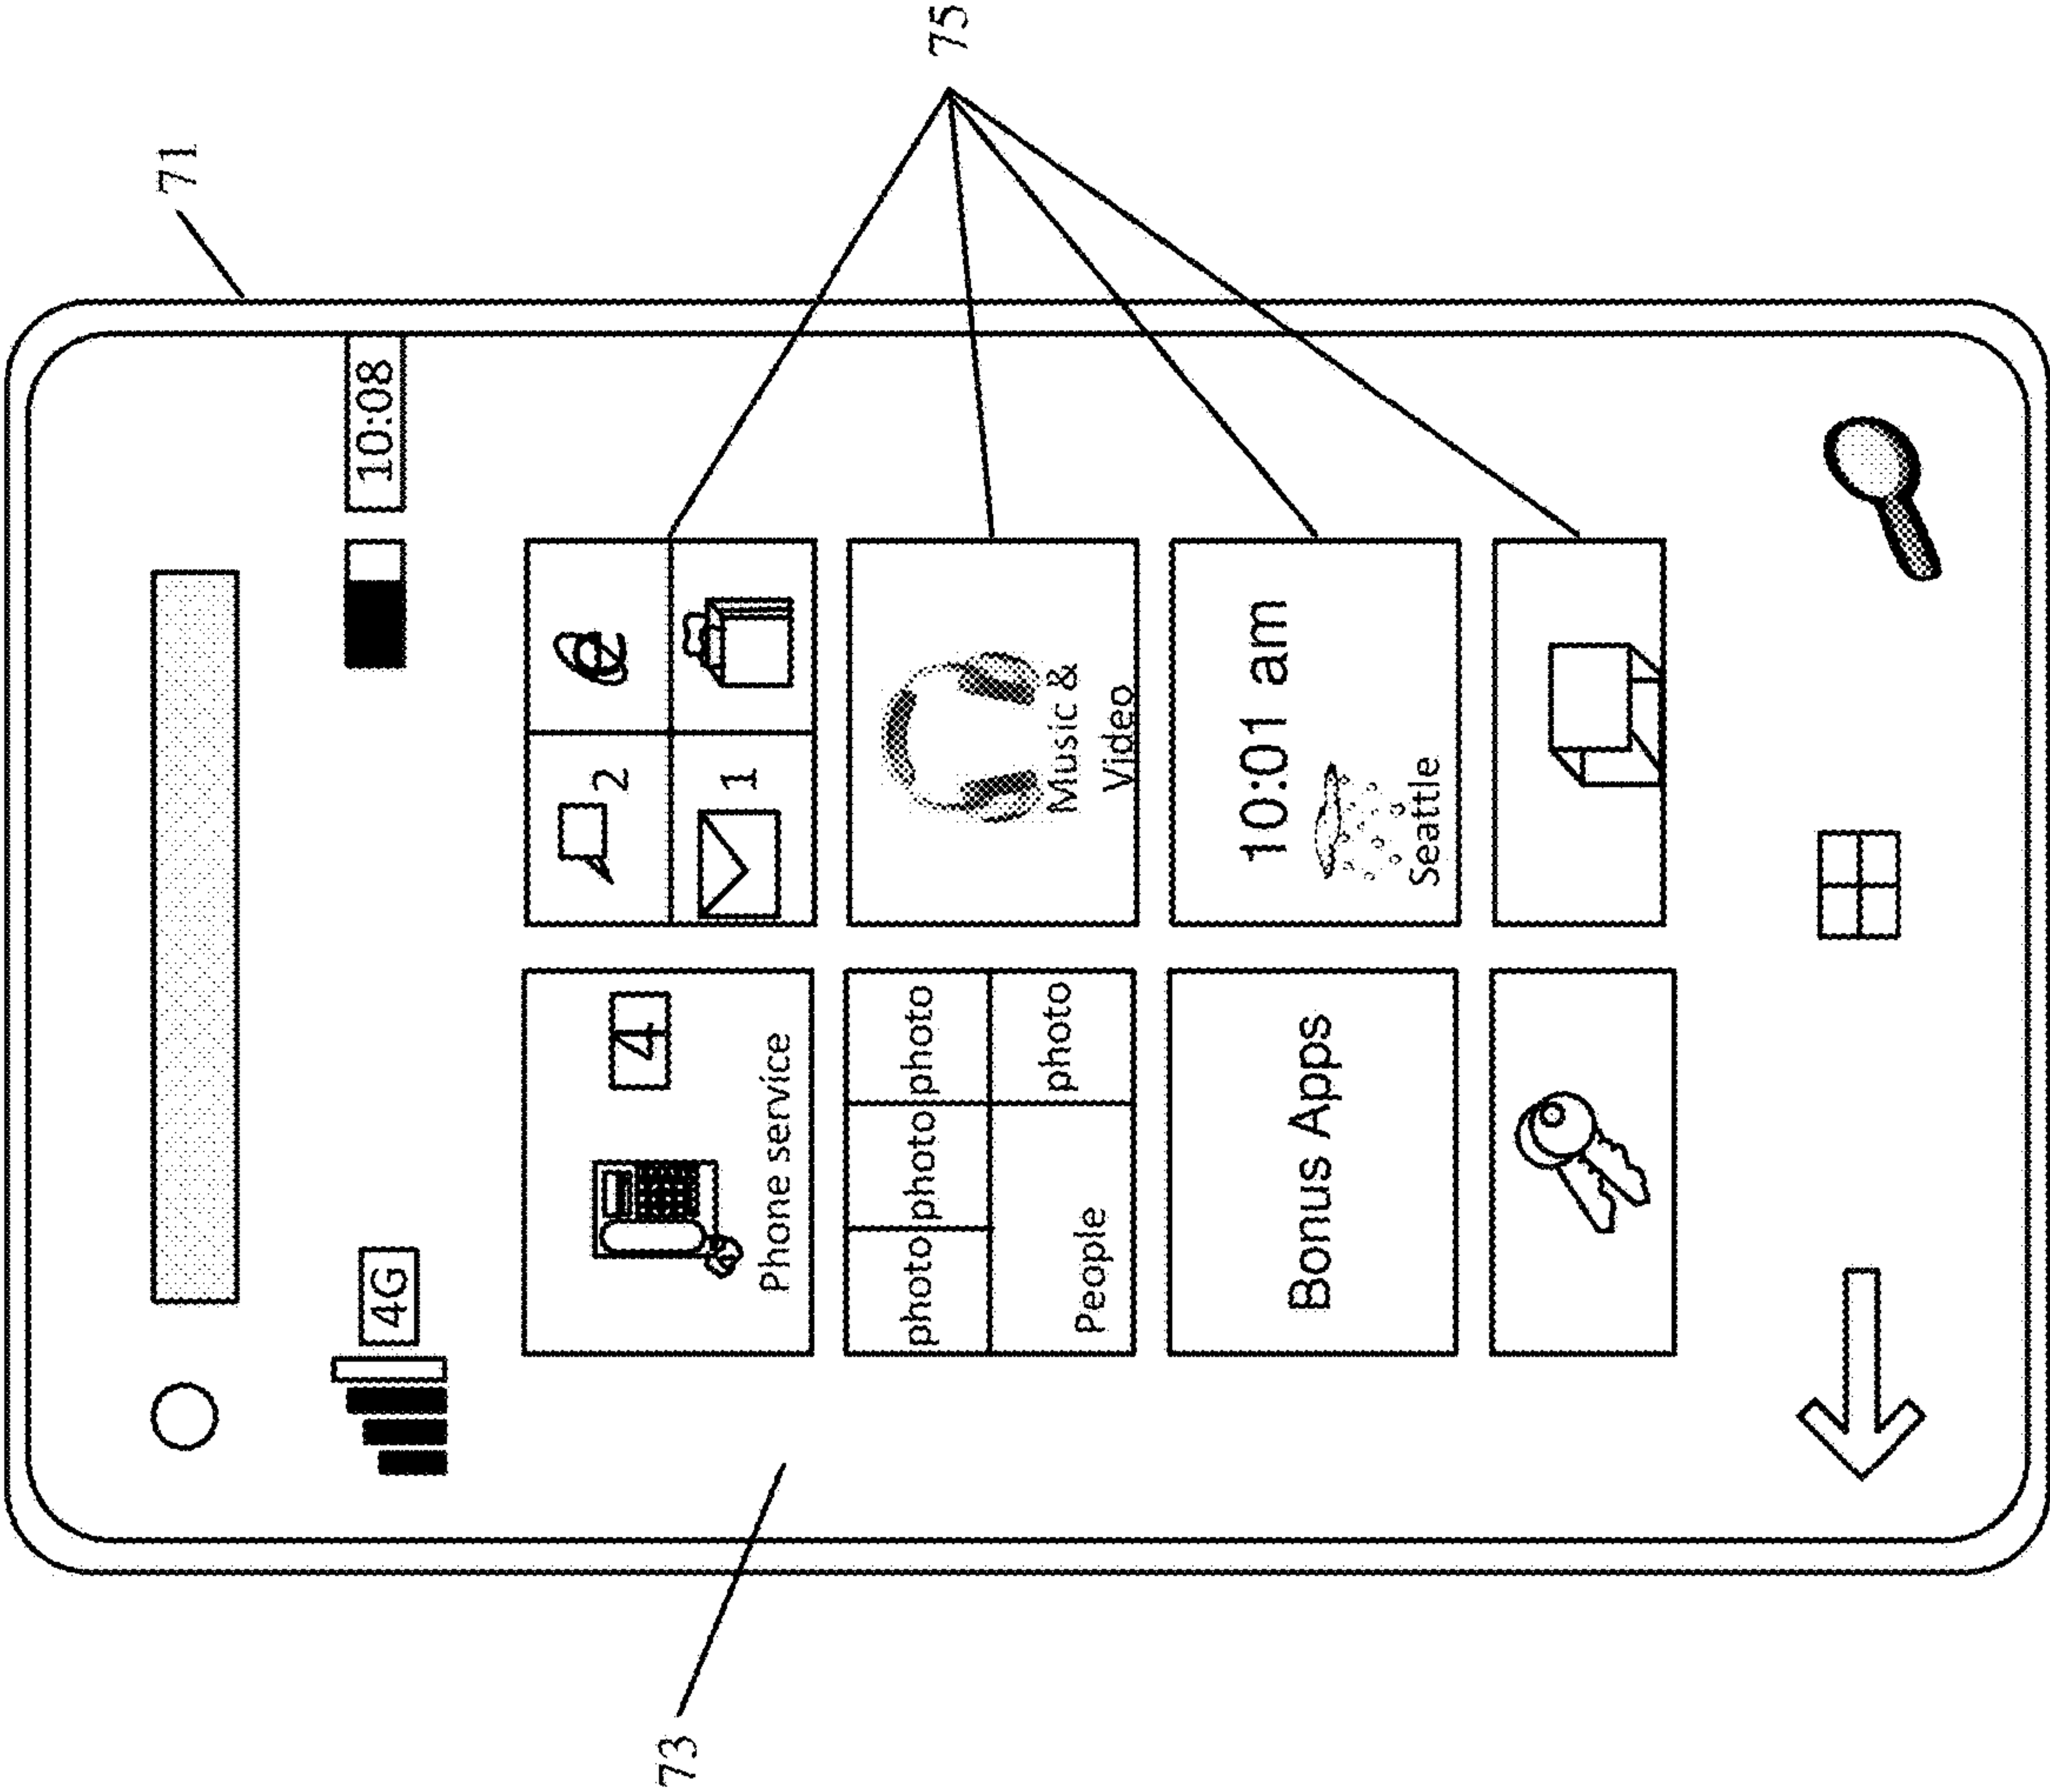 71
75
73
4G
10:08
4
Phone service
2
e
1
photo
photo
photo
photo
People
Music &
Video
Bonus Apps
10:01 am
Seattle